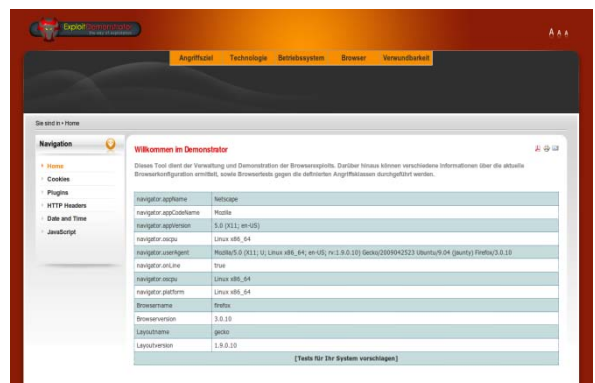 ExploitDemonstrator
A A A
Angriffsziel Technologie Betriebssystem Browser Verwundbarkeit
Sie sind in • Home
Navigation
Home
Cookies
Plugins
HTTP Headers
Date and Time
JavaScript
Willkommen im Demonstrator
Dieses Tool dient der Verwaltung und Demonstration der Browserexploits. Darüber hinaus können verschiedene Informationen über die aktuelle
Browserkonfiguration ermittelt, sowie Browsertests gegen die definierten Angriffsklassen durchgeführt werden.
navigator.appName Netscape
navigator.appCodeName Mozilla
navigator.appVersion 5.0 (X11; en-US)
navigator.oscpu Linux x86_64
navigator.userAgent Mozilla/5.0 (X11; U; Linux x86_64; en-US; rv:1.9.0.10) Gecko/2009042523 Ubuntu/9.04 (jaunty) Firefox/3.0.10
navigator.onLine true
navigator.oscpu Linux x86_64
navigator.platform Linux x86_64
Browsername firefox
Browserversion 3.0.10
Layoutname gecko
Layoutversion 1.9.0.10
[Tests für Ihr System vorschlagen]